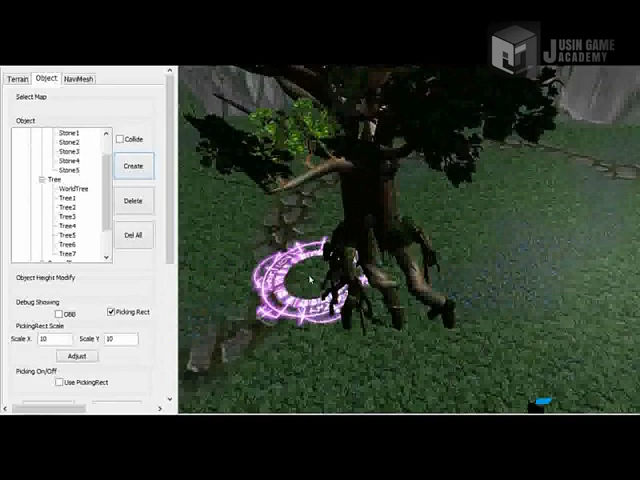 JUSIN GAME
ACADEMY
Terrain Object NaviMesh
Select Map
Object
Stone1
Stone2
Stone3
Stone4
Stone5
Tree
WorldTree
Tree1
Tree2
Tree3
Tree4
Tree5
Tree6
Tree7
Collide
Create
Delete
Del All
Object Height Modify
Debug Showing
OBB Picking Rect
PickingRect Scale
Scale X 10 Scale Y 10
Adjust
Picking On/Off
Use PickingRect